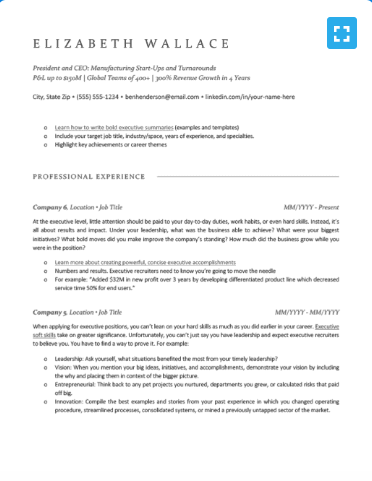 ELIZABETH WALLACE
President and CEO: Manufacturing Start-Ups and Turnarounds
P&L up to $150M | Global Teams of 400+ | 300% Revenue Growth in 4 Years
City, State Zip • (555) 555-1234 • benhenderson@email.com • linkedin.com/in/your-name-here
o Learn how to write bold executive summaries (examples and templates)
o Include your target job title, industry/space, years of experience, and specialties.
o Highlight key achievements or career themes
PROFESSIONAL EXPERIENCE
Company 6, Location • Job Title MM/YYYY - Present
At the executive level, little attention should be paid to your day-to-day duties, work habits, or even hard skills. Instead, it's
all about results and impact. Under your leadership, what was the business able to achieve? What were your biggest
initiatives? What bold moves did you make improve the company's standing? How much did the business grow while you
were in the position?
o Learn more about creating powerful, concise executive accomplishments
o Numbers and results. Executive recruiters need to know you're going to move the needle
o For example: "Added $32M in new profit over 3 years by developing differentiated product line which decreased
service time 50% for end users."
Company 5, Location • Job Title MM/YYYY - MM/YYYY
When applying for executive positions, you can't lean on your hard skills as much as you did earlier in your career. Executive
soft skills take on greater significance. Unfortunately, you can't just say you have leadership and expect executive recruiters
to believe you. You have to find a way to prove it. For example:
o Leadership: Ask yourself, what situations benefited the most from your timely leadership?
o Vision: When you mention your big ideas, initiatives, and accomplishments, demonstrate your vision by including
the why and placing them in context of the bigger picture.
o Entrepreneurial: Think back to any pet projects you nurtured, departments you grew, or calculated risks that paid
off big.
o Innovation: Compile the best examples and stories from your past experience in which you changed operating
procedure, streamlined processes, consolidated systems, or mined a previously untapped sector of the market.